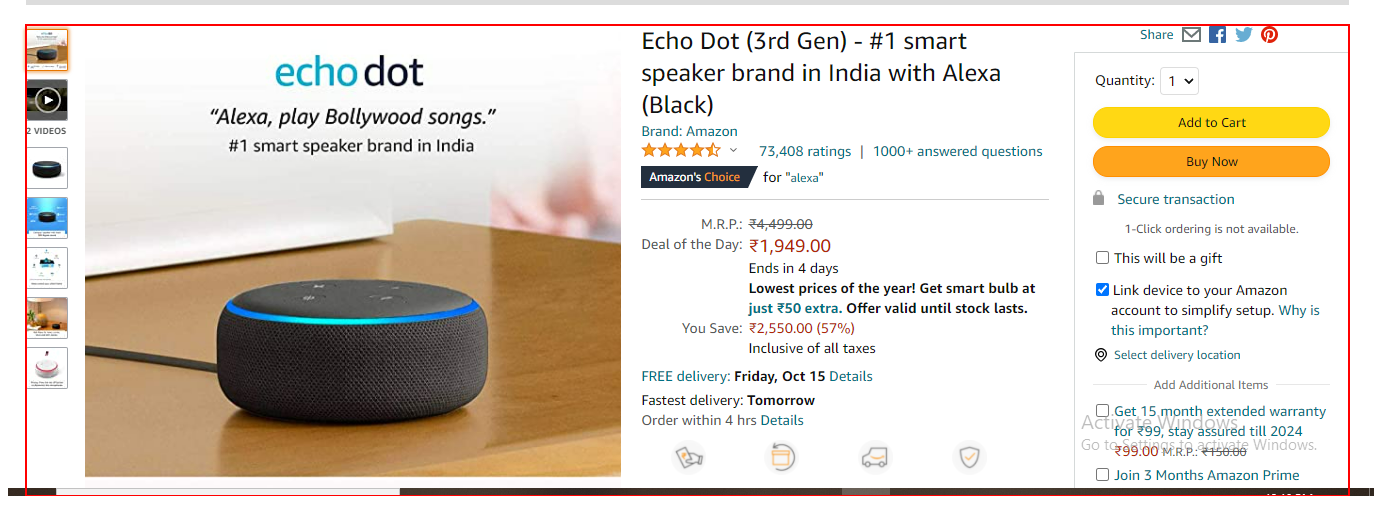 echo dot
“Alexa, play Bollywood songs.”
#1 smart speaker brand in India
2 VIDEOS
Echo Dot (3rd Gen) - #1 smart
speaker brand in India with Alexa
(Black)
Brand: Amazon
73,408 ratings | 1000+ answered questions
Amazon's Choice for "alexa"
M.R.P.: ₹4,499.00
Deal of the Day: ₹1,949.00
Ends in 4 days
Lowest prices of the year! Get smart bulb at
just ₹50 extra. Offer valid until stock lasts.
You Save: ₹2,550.00 (57%)
Inclusive of all taxes
FREE delivery: Friday, Oct 15 Details
Fastest delivery: Tomorrow
Order within 4 hrs Details
Share
Quantity: 1
Add to Cart
Buy Now
Secure transaction
1-Click ordering is not available.
This will be a gift
Link device to your Amazon
account to simplify setup. Why is
this important?
Select delivery location
Add Additional Items
Get 15 month extended warranty
for ₹99, stay assured till 2024
₹99.00 M.R.P.: ₹150.00
Join 3 Months Amazon Prime
Activate Windows
Go to Settings to activate Windows.